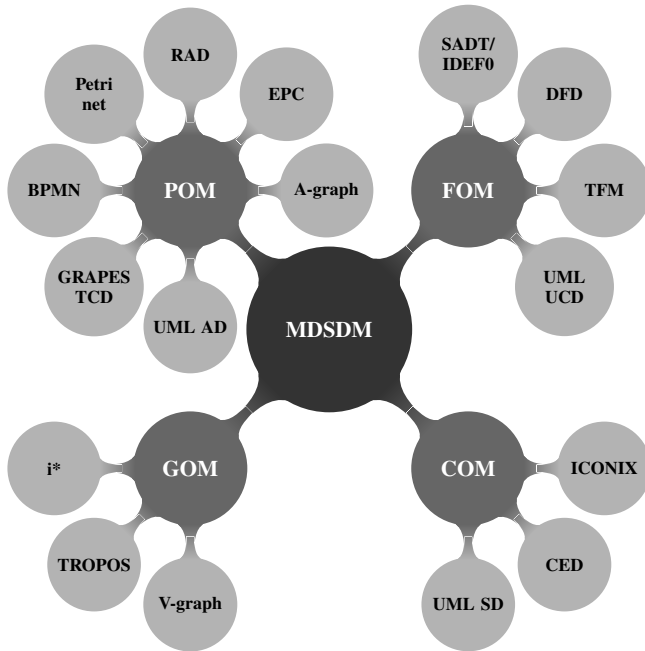 RAD
SADT/
IDEF0
Petri
net
EPC
DFD
BPMN
POM
A-graph
FOM
TFM
GRAPES
TCD
UML AD
UML
UCD
MDSDM
i*
GOM
COM
ICONIX
TROPOS
V-graph
UML SD
CED